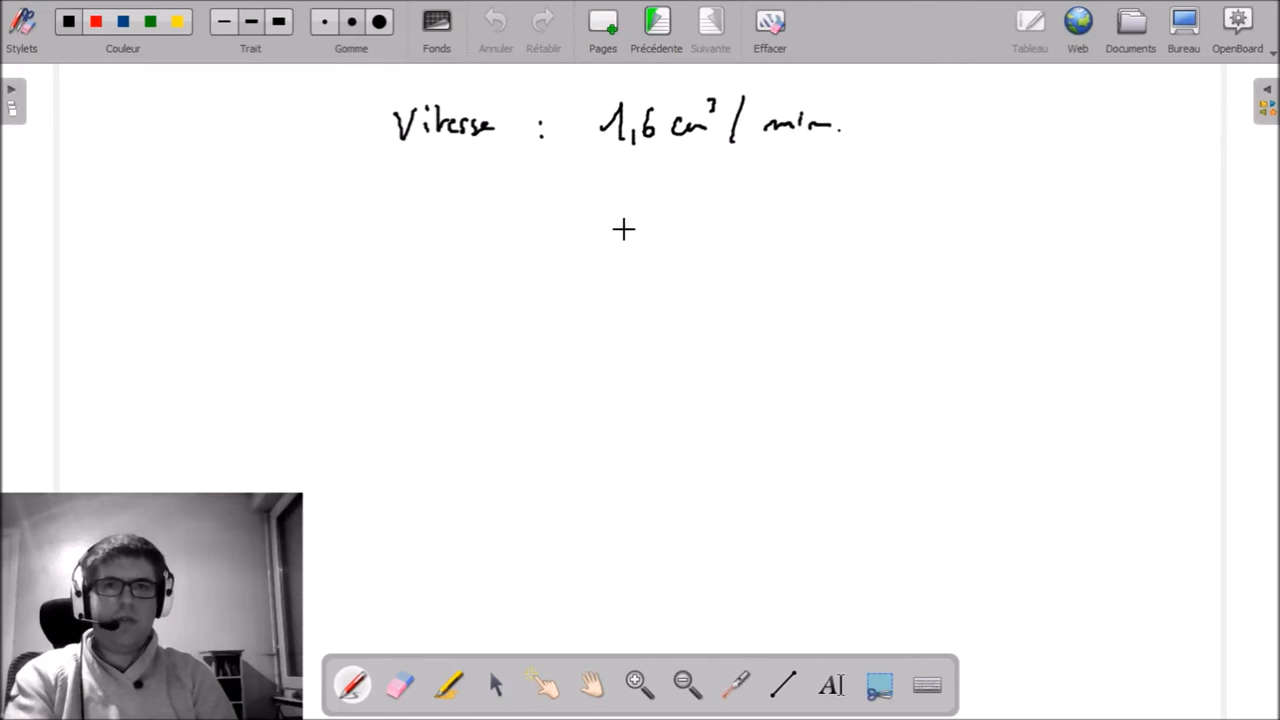 Stylets
Couleur
Trait
Gomme
Fonds
Annuler
Rétablir
Pages
Précédente
Suivante
Effacer
Tableau
Web
Documents
Bureau
OpenBoard
Vitesse : 1,6 cm³ / min.
AI